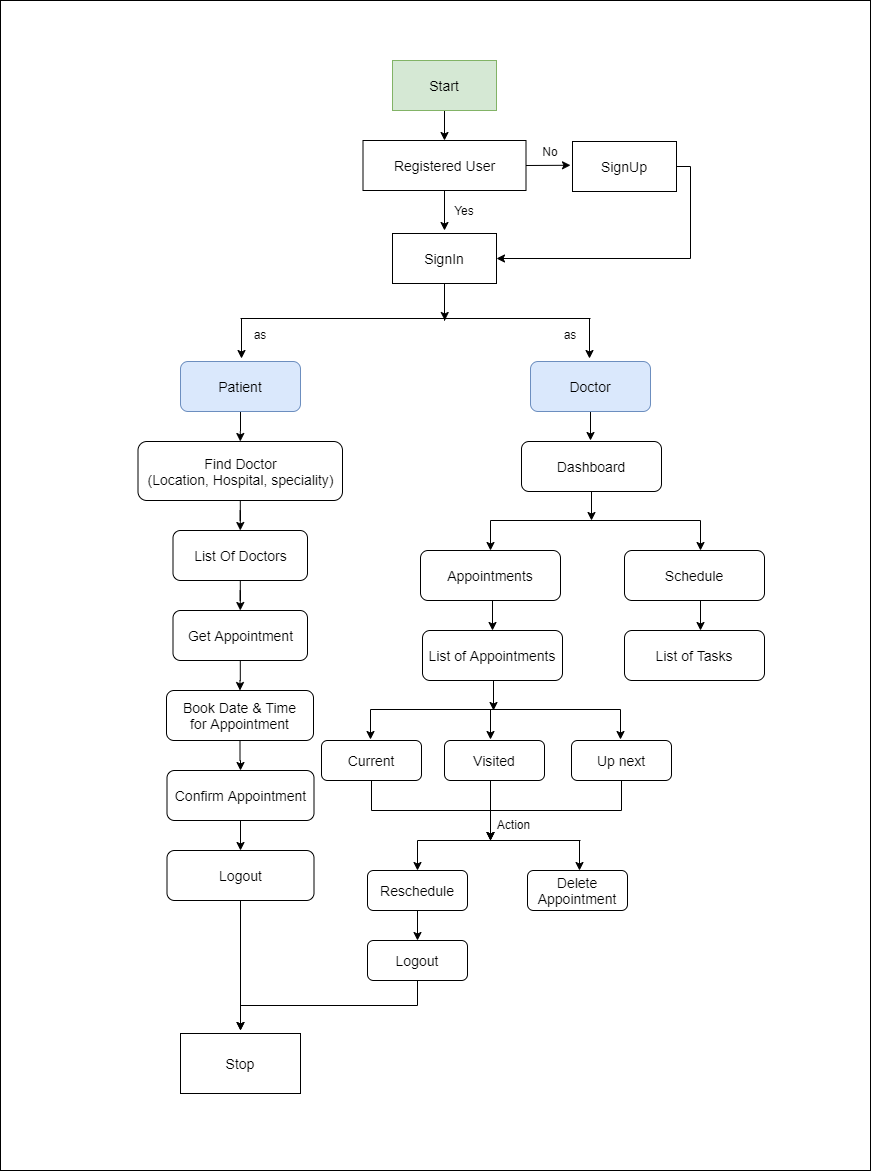 Start
Registered User
No
SignUp
Yes
SignIn
as
as
Patient
Doctor
Find Doctor
(Location, Hospital, speciality)
Dashboard
List Of Doctors
Appointments
Schedule
Get Appointment
List of Appointments
List of Tasks
Book Date & Time
for Appointment
Current
Visited
Up next
Confirm Appointment
Action
Logout
Reschedule
Delete
Appointment
Logout
Stop